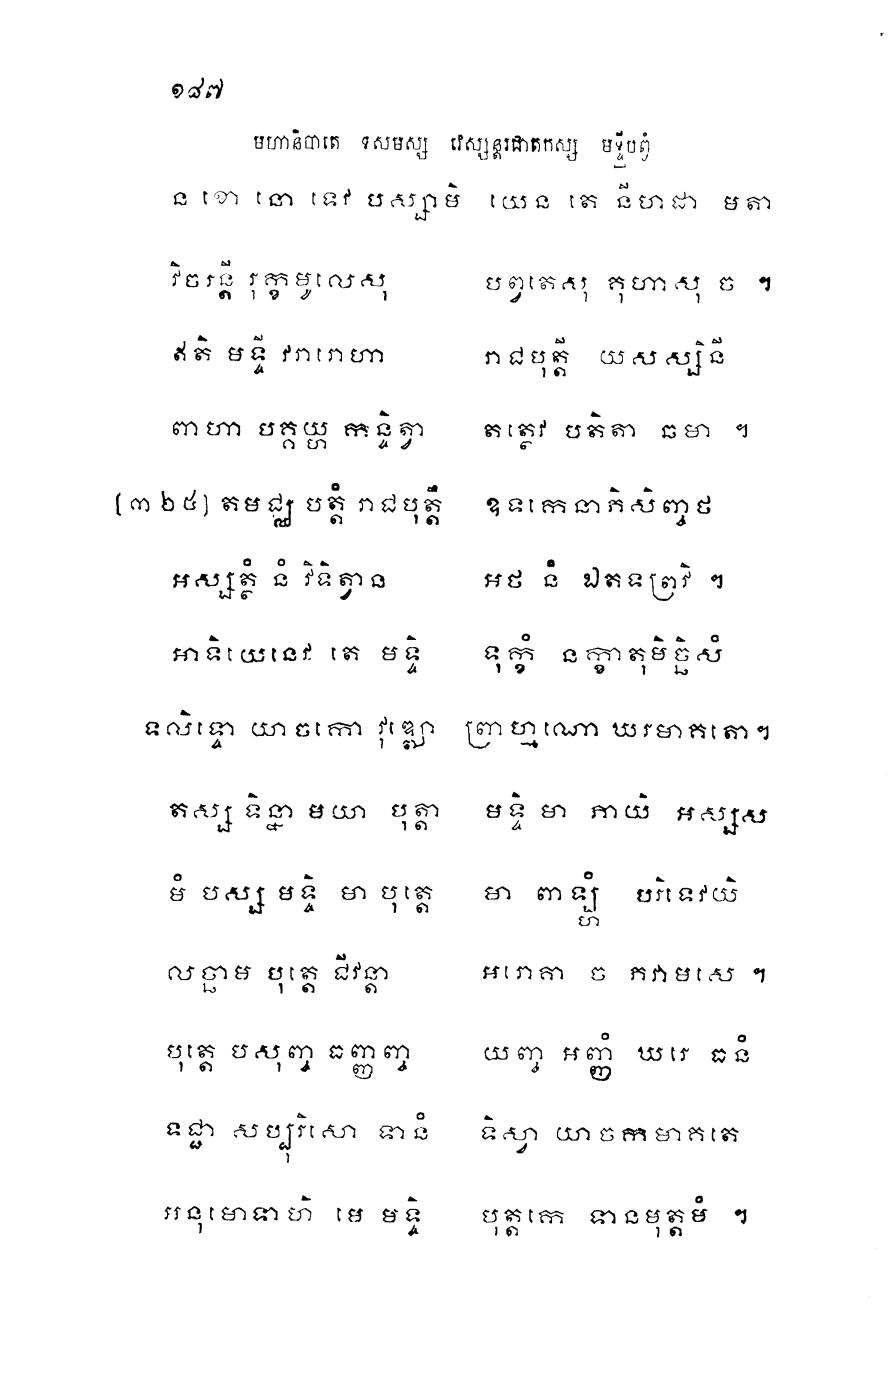 ១៨៧
មហានិបាតេ ទសមស្ស វេស្សន្តរជាតកស្ស មទ្ទីបព្វំ
ន ខោ នោ ទេវ បស្សាមិ យេន តេ នីហដា មតា
វិចរន្តី រុក្ខមូលេសុ បព្វតេសុ គុហាសុ ច ។
ឥតិ មទ្ទី វរារោហា រាជបុត្តី យសស្សិនី
ពាហា បគ្គយ្ហ កន្ទិត្វា តត្ថេវ បតិតា ឆមា ។
[៣២៥] តមជ្ឈ បត្តំ រាជបុត្តឹ ឧទកេនាភិសិញ្ចថ
អស្សត្ថំ នំ វិទិត្វាន អថ នំ ឯតទព្រវិ ។
អាទិយេនេវ តេ មទ្ទិ ទុក្ខំ នក្ខាតុមិច្ឆិសំ
ទលិទ្ទោ យាចកោ វុឌ្ឍោ ព្រាហ្មណោ ឃរមាគតោ។
តស្ស ទិន្នា មយា បុត្តា មទ្ទិ មា ភាយិ អស្សស
មំ បស្ស មទ្ទិ មា បុត្តេ មា ពាឡ្ហំ បរិទេវយិ
លច្ឆាម បុត្តេ ជីវន្តា អរោគា ច ភវាមសេ ។
បុត្តេ បសុញ្ច ធញ្ញញ្ច យញ្ច អញ្ញំ ឃរេ ធនំ
ទជ្ជា សប្បុរិសោ ទានំ ទិស្វា យាចកមាគតេ
អនុមោទាហិ មេ មទ្ទិ បុត្តកេ ទានមុត្តមំ ។